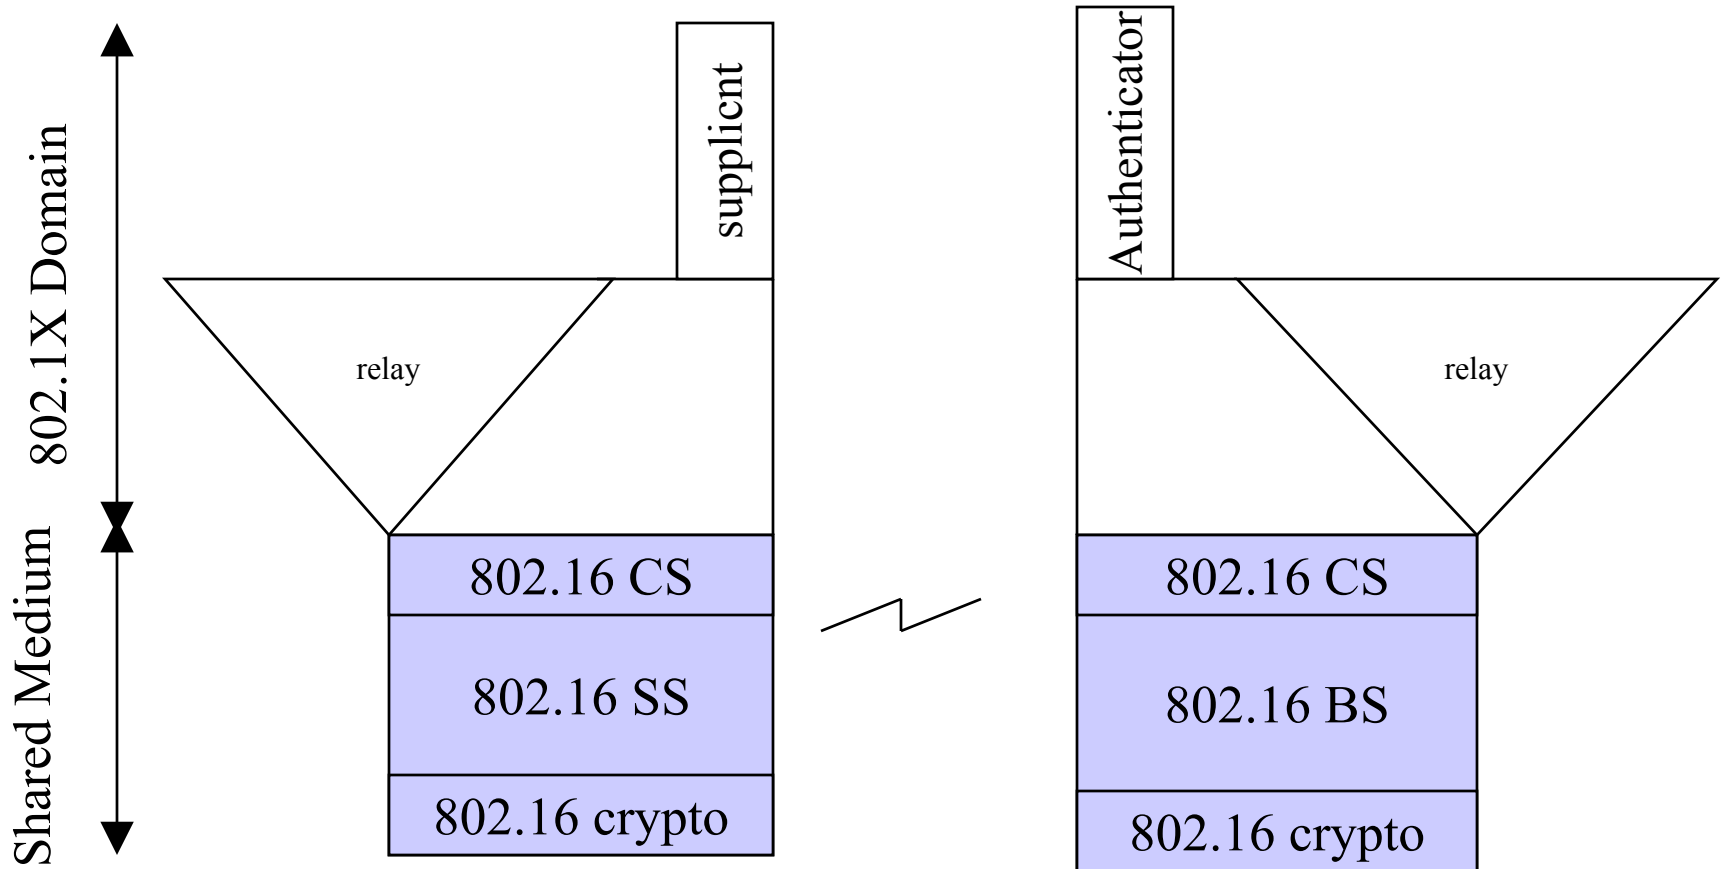 802.1X Domain
Shared Medium
supplicnt
relay
802.16 CS
802.16 SS
802.16 crypto
Authenticator
relay
802.16 CS
802.16 BS
802.16 crypto